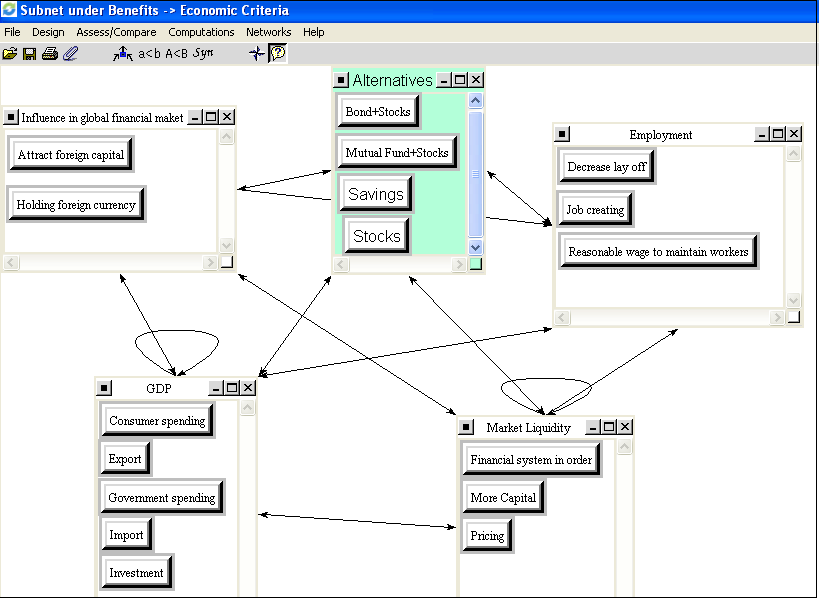 Subnet under Benefits -> Economic Criteria
File Design Assess/Compare Computations Networks Help
a<b A<B Syn
Alternatives
Bond+Stocks
Mutual Fund+Stocks
Savings
Stocks
Influence in global financial maket
Attract foreign capital
Holding foreign currency
Employment
Decrease lay off
Job creating
Reasonable wage to maintain workers
GDP
Consumer spending
Export
Government spending
Import
Investment
Market Liquidity
Financial system in order
More Capital
Pricing